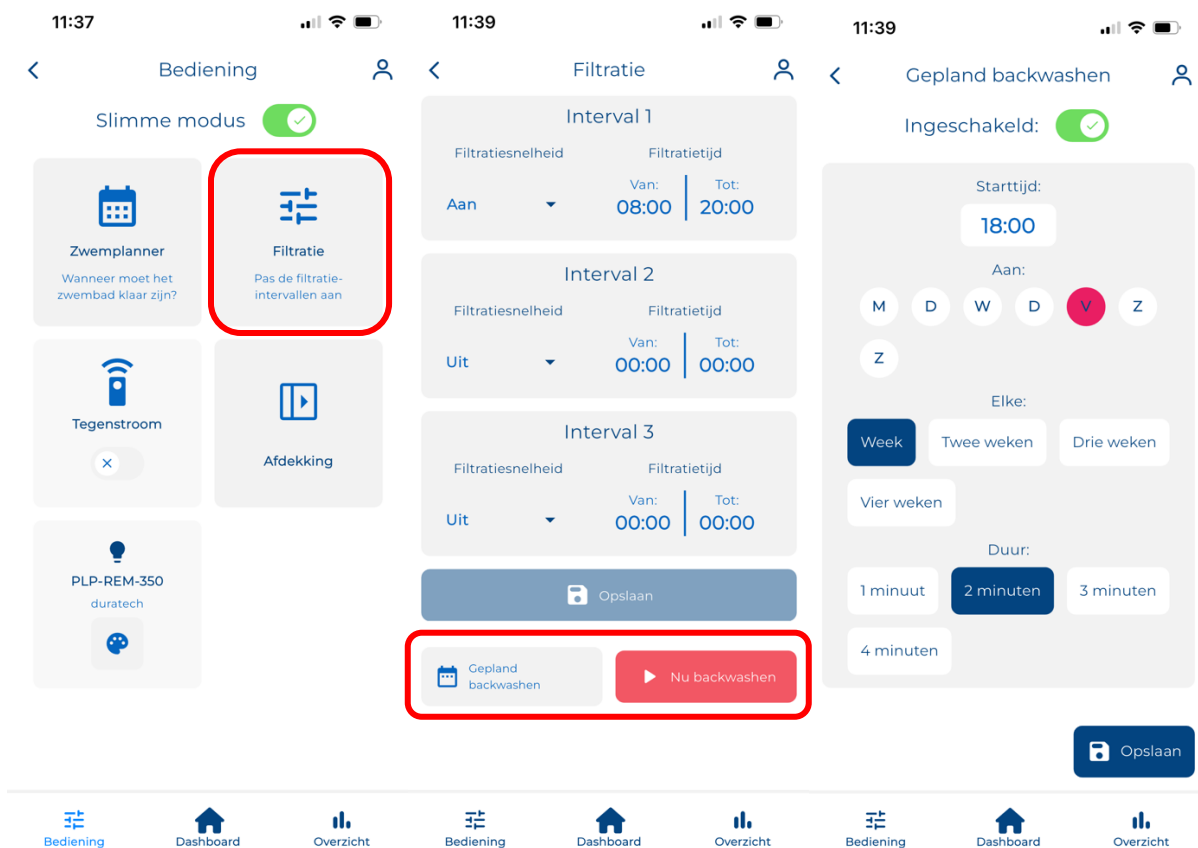 11:37
Bediening
Slimme modus
Zwemplanner
Wanneer moet het
zwembad klaar zijn?
Filtratie
Pas de filtratie-
intervallen aan
Tegenstroom
Afdekking
PLP-REM-350
duratech
Bediening
Dashboard
Overzicht
11:39
Filtratie
Interval 1
Filtratiesnelheid
Filtratietijd
Aan
Van:
Tot:
08:00
20:00
Interval 2
Filtratiesnelheid
Filtratietijd
Uit
Van:
Tot:
00:00
00:00
Interval 3
Filtratiesnelheid
Filtratietijd
Uit
Van:
Tot:
00:00
00:00
Opslaan
Gepland
backwashen
Nu backwashen
Bediening
Dashboard
Overzicht
11:39
Gepland backwashen
Ingeschakeld:
Starttijd:
18:00
Aan:
M D W D V Z
Z
Elke:
Week Twee weken Drie weken
Vier weken
Duur:
1 minuut 2 minuten 3 minuten
4 minuten
Opslaan
Bediening
Dashboard
Overzicht